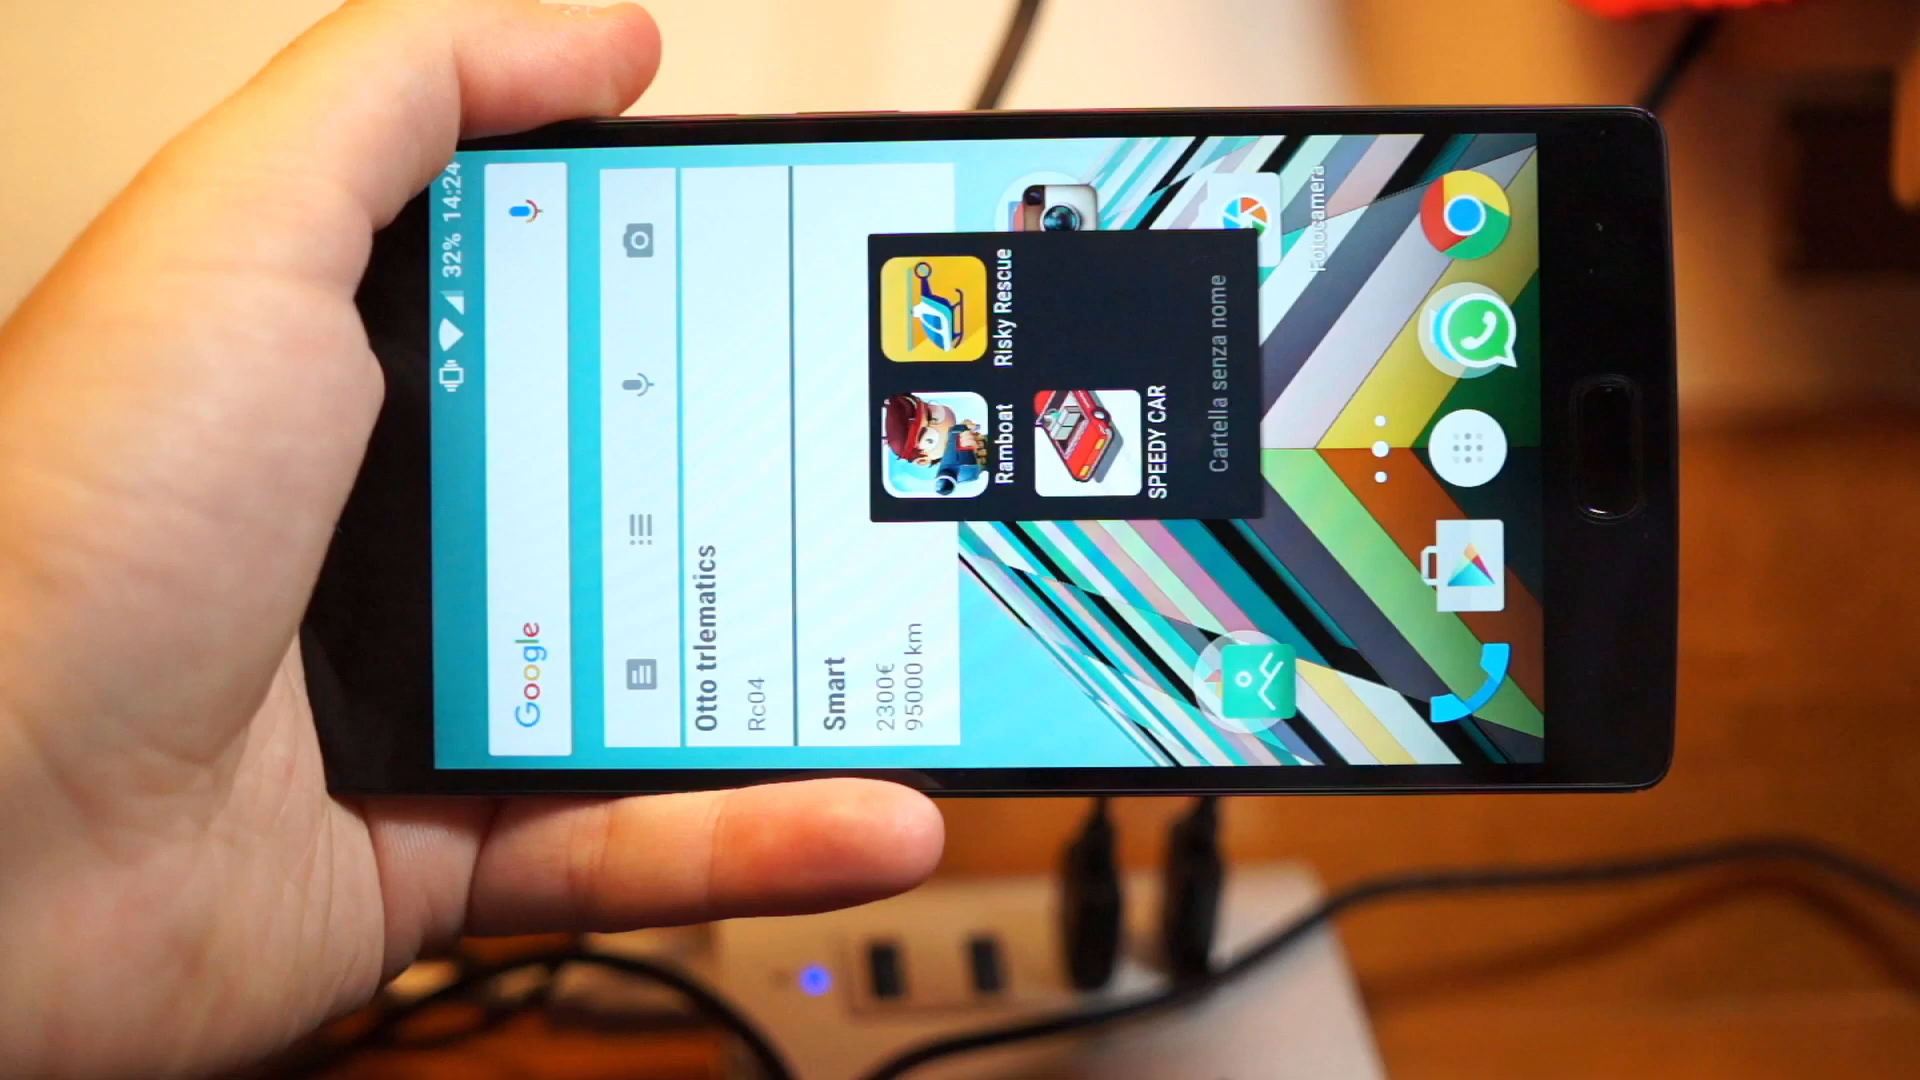 32% 14:24
Google
Otto trlematics
Rc04
Smart
2300€
95000 km
Ramboat
Risky Rescue
SPEEDY CAR
Cartella senza nome
Fotocamera